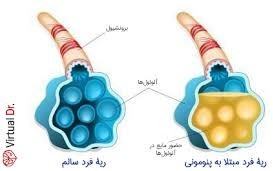 برونشیول
آلوئول‌ها
حضور مایع در
آلوئول‌ها
ریهٔ فرد سالم
ریهٔ فرد مبتلا به پنومونی
Virtual Dr.